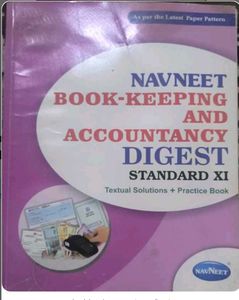 As per the Latest Paper Pattern
NAVNEET
BOOK-KEEPING
AND
ACCOUNTANCY
DIGEST
STANDARD XI
Textual Solutions + Practice Book
NAVNEET